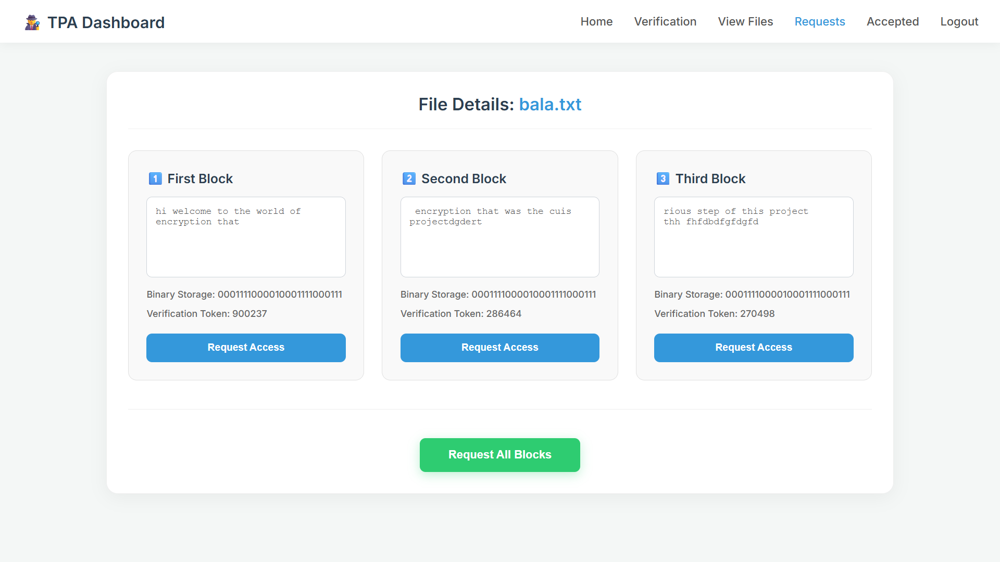 TPA Dashboard
Home Verification View Files Requests Accepted Logout
File Details: bala.txt
1 First Block
hi welcome to the world of
encryption that
Binary Storage: 0001111000010001111000111
Verification Token: 900237
Request Access
2 Second Block
encryption that was the cuis
projectdgdert
Binary Storage: 0001111000010001111000111
Verification Token: 286464
Request Access
3 Third Block
rious step of this project
thh fhfdbdfgfdgfd
Binary Storage: 0001111000010001111000111
Verification Token: 270498
Request Access
Request All Blocks